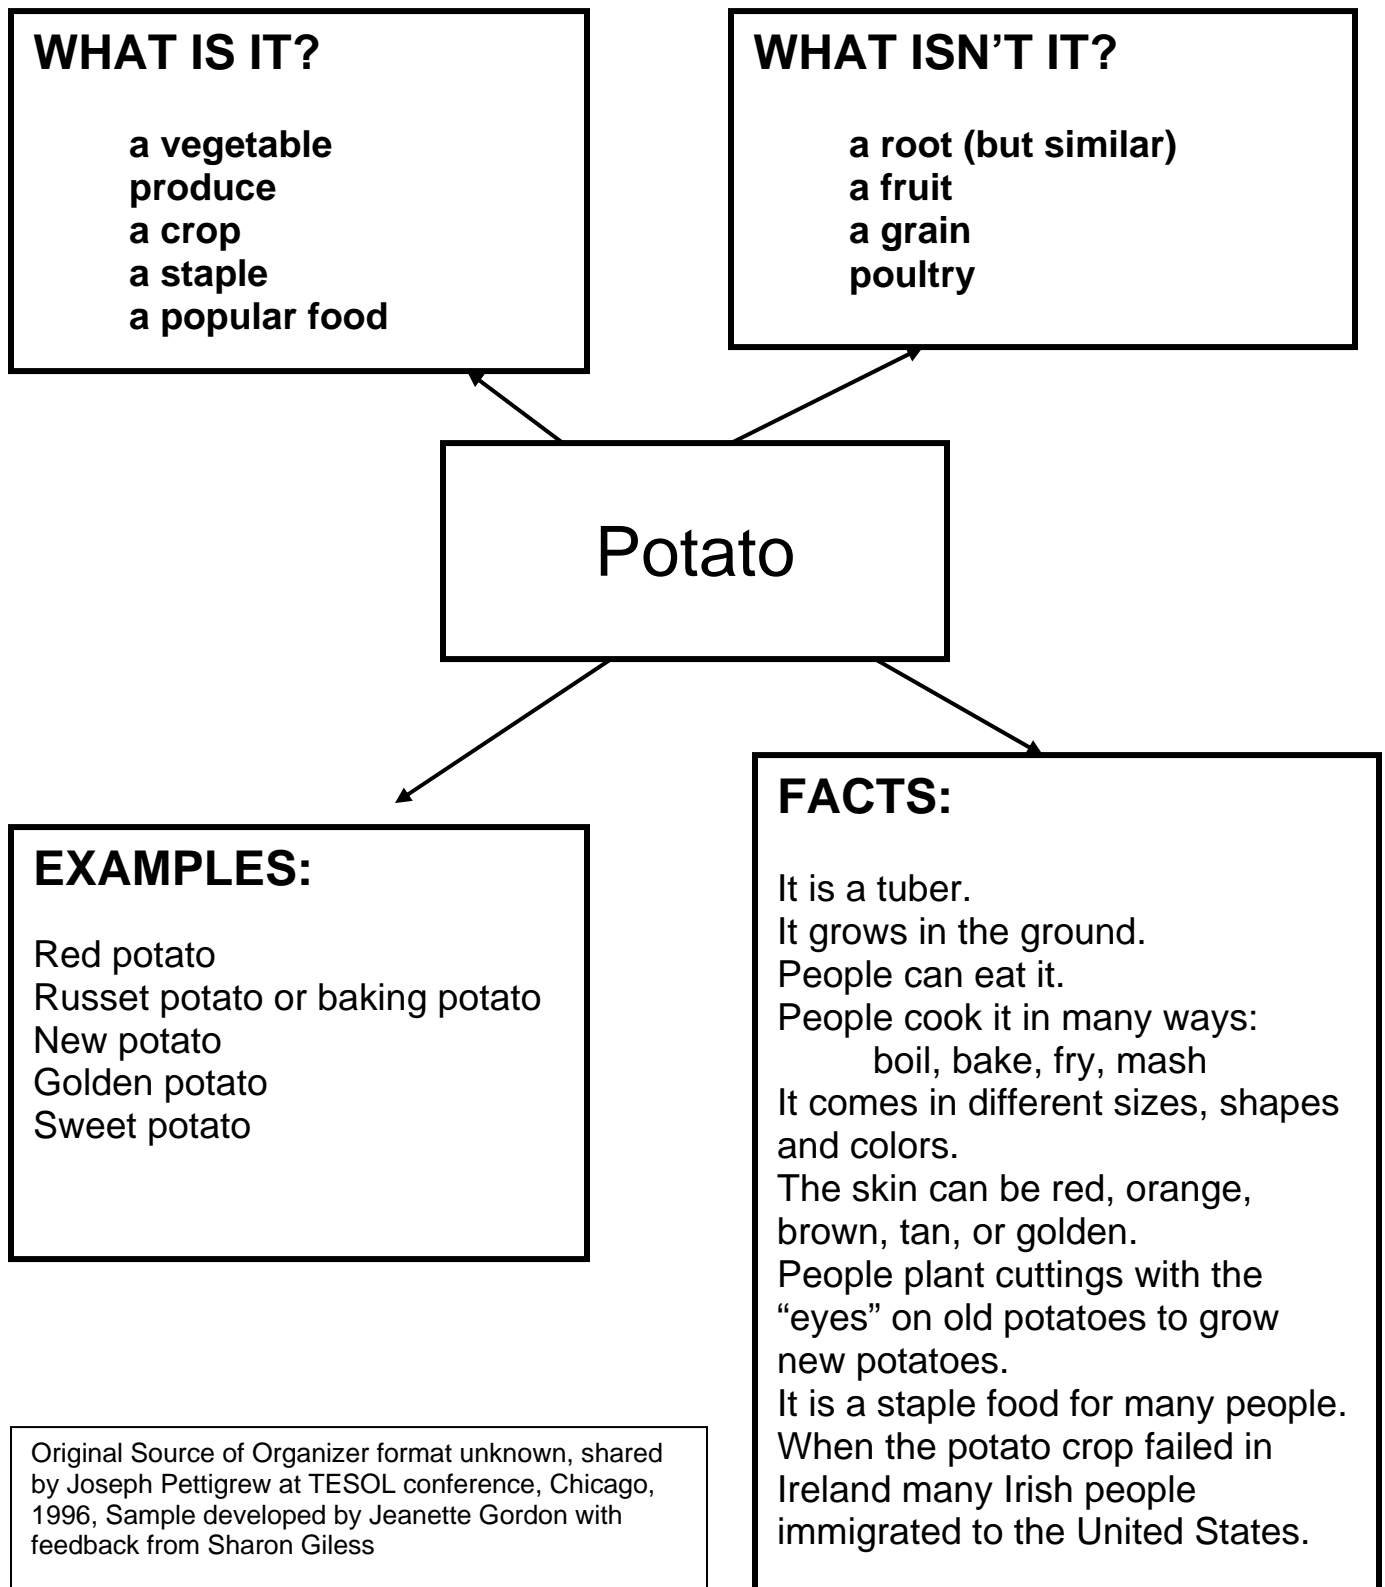 WHAT IS IT?
a vegetable
produce
a crop
a staple
a popular food
WHAT ISN’T IT?
a root (but similar)
a fruit
a grain
poultry
Potato
EXAMPLES:
Red potato
Russet potato or baking potato
New potato
Golden potato
Sweet potato
FACTS:
It is a tuber.
It grows in the ground.
People can eat it.
People cook it in many ways:
boil, bake, fry, mash
It comes in different sizes, shapes
and colors.
The skin can be red, orange,
brown, tan, or golden.
People plant cuttings with the
“eyes” on old potatoes to grow
new potatoes.
It is a staple food for many people.
When the potato crop failed in
Ireland many Irish people
immigrated to the United States.
Original Source of Organizer format unknown, shared
by Joseph Pettigrew at TESOL conference, Chicago,
1996, Sample developed by Jeanette Gordon with
feedback from Sharon Giless